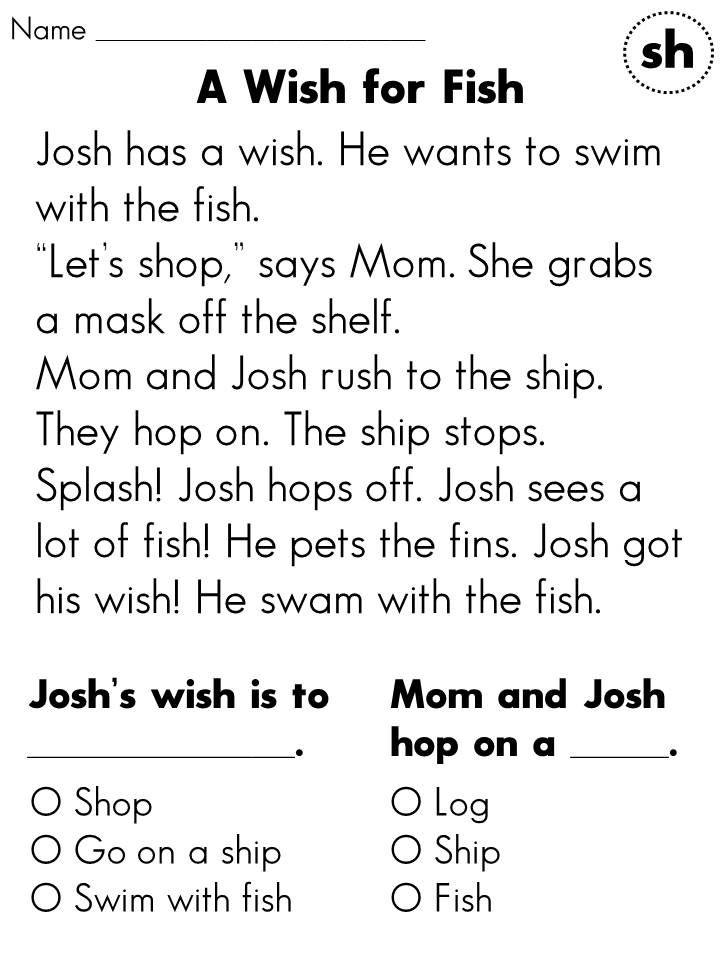 Name ____________________
sh
A Wish for Fish
Josh has a wish. He wants to swim
with the fish.
“Let’s shop,” says Mom. She grabs
a mask off the shelf.
Mom and Josh rush to the ship.
They hop on. The ship stops.
Splash! Josh hops off. Josh sees a
lot of fish! He pets the fins. Josh got
his wish! He swam with the fish.
Josh’s wish is to
______________.
O Shop
O Go on a ship
O Swim with fish
Mom and Josh
hop on a _____.
O Log
O Ship
O Fish